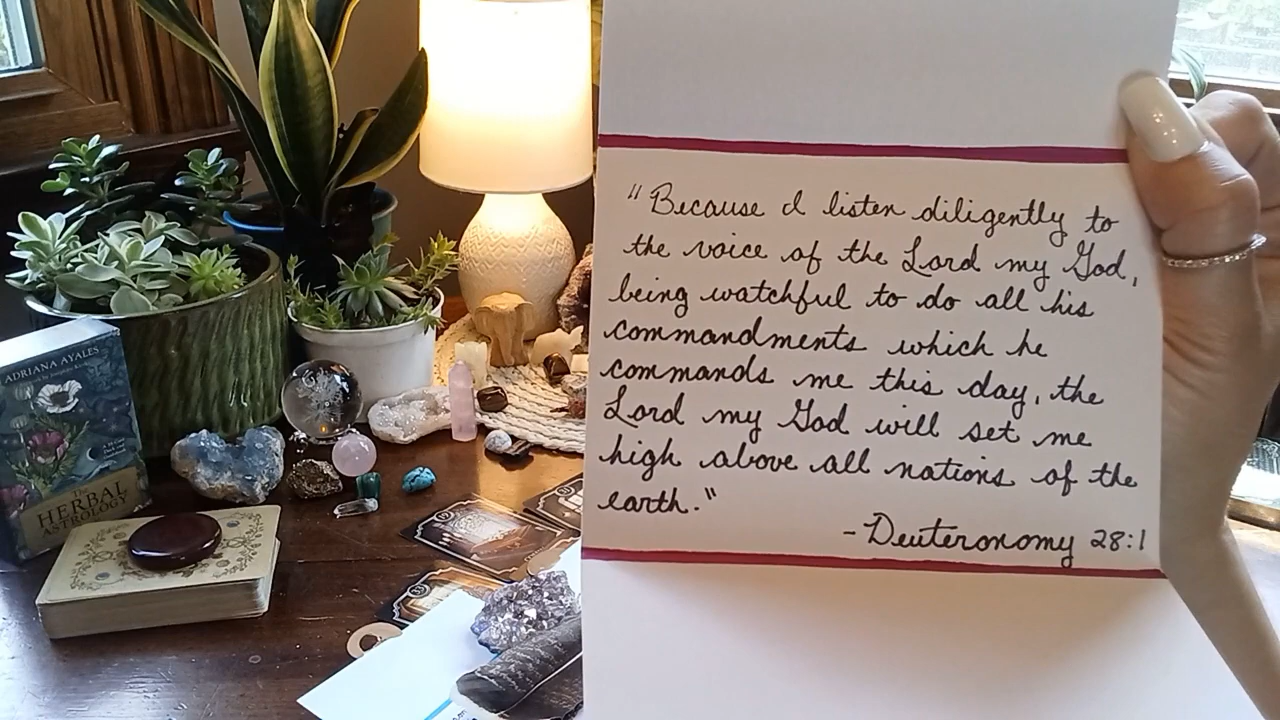 ADRIANA AYALES
The
HERBAL
ASTROLOGY
"Because I listen diligently to
the voice of the Lord my God,
being watchful to do all his
commandments which he
commands me this day, the
Lord my God will set me
high above all nations of the
earth."
-Deuteronomy 28:1